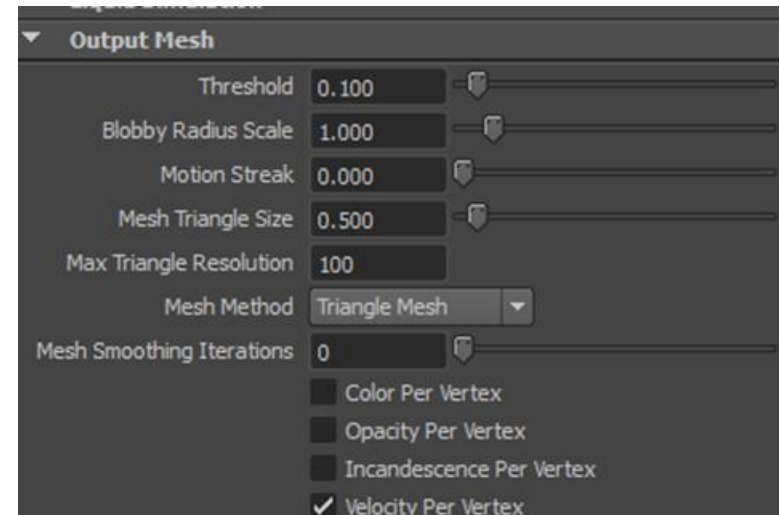 Liquid Simulation
Output Mesh
Threshold 0.100
Blobby Radius Scale 1.000
Motion Streak 0.000
Mesh Triangle Size 0.500
Max Triangle Resolution 100
Mesh Method Triangle Mesh
Mesh Smoothing Iterations 0
Color Per Vertex
Opacity Per Vertex
Incandescence Per Vertex
Velocity Per Vertex